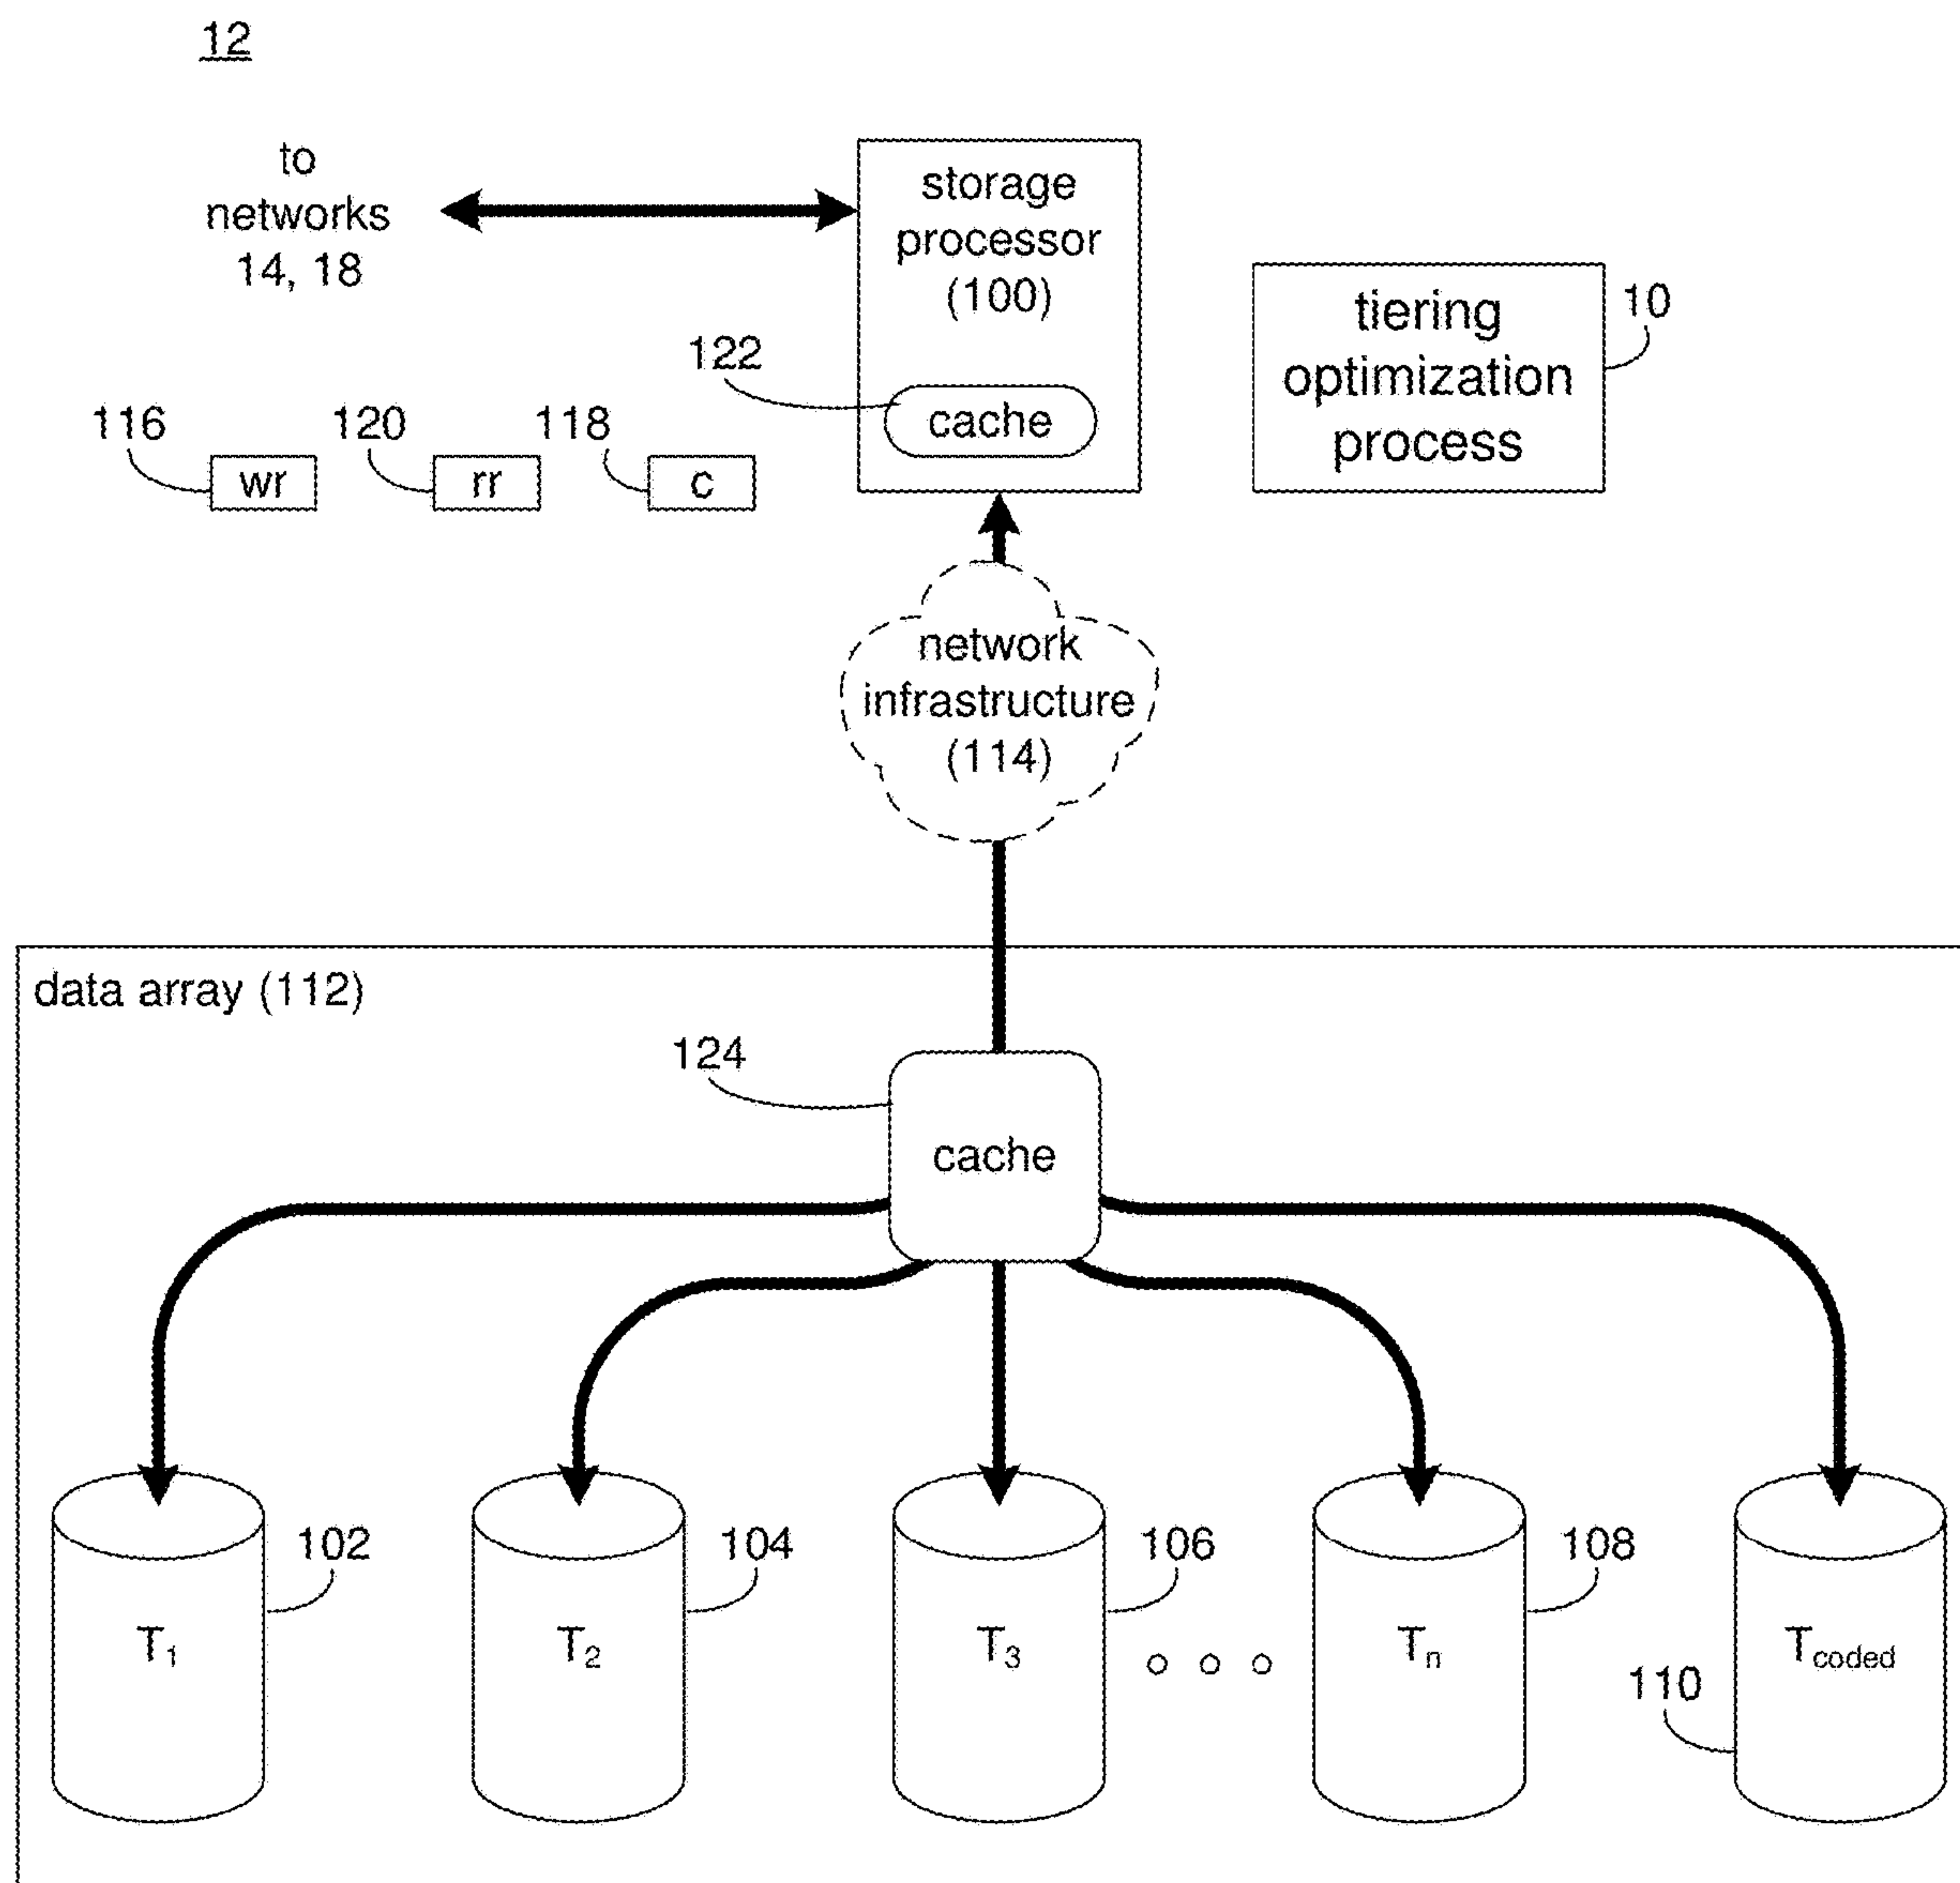 12
to
networks
14, 18
storage
processor
(100)
122
cache
tiering
optimization
process
10
116
wr
120
rr
118
c
network
infrastructure
(114)
data array (112)
124
cache
102
T1
104
T2
106
T3
108
Tn
110
Tcoded